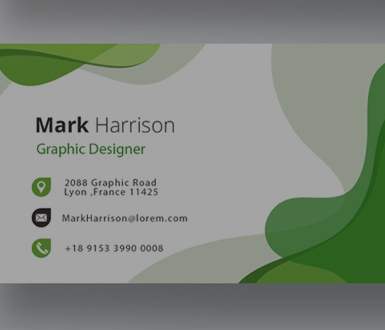 Mark Harrison
Graphic Designer
2088 Graphic Road
Lyon ,France 11425
MarkHarrison@lorem.com
+18 9153 3990 0008